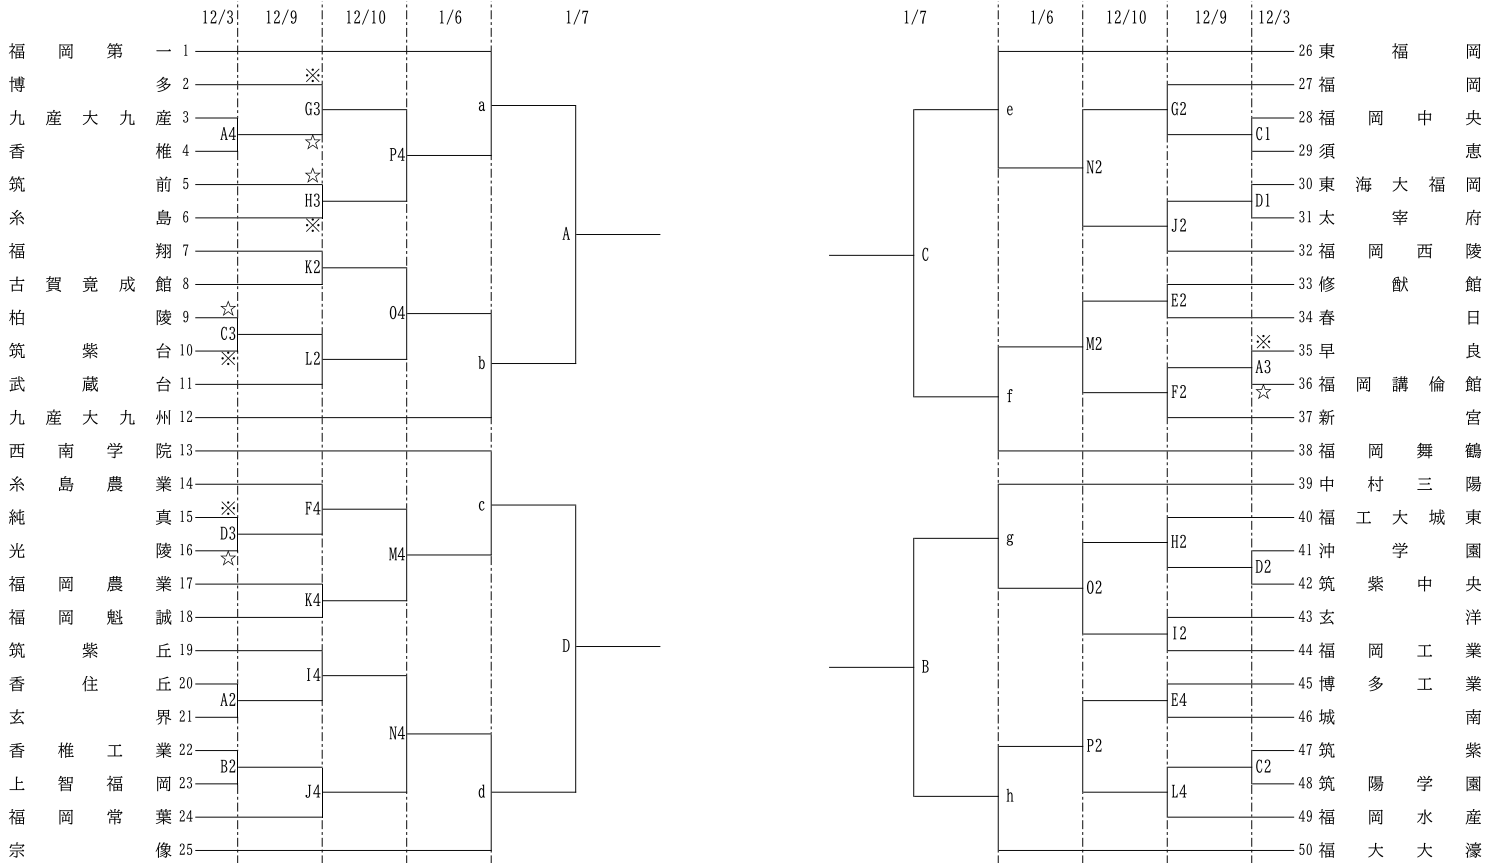 12/3 12/9 12/10 1/6 1/7 1/7 1/6 12/10 12/9 12/3
福岡第一 1 26 東福岡
博多 2 ※ 27 福岡
G3 a e G2
九産大九産 3 28 福岡中央
A4 C1
香椎 4 ☆ P4 29 須恵
N2
筑前 5 ☆ 30 東海大福岡
H3 D1
糸島 6 ※ 31 太宰府
A J2
福翔 7 32 福岡西陵
K2 C
古賀竟成館 8 33 修猷館
E2
柏陵 9 ☆ 34 春日
C3 O4
筑紫台 10 ※ 35 早良 ※
L2 b M2 A3
武蔵台 11 36 福岡講倫館 ☆
f F2
九産大九州 12 37 新宮
西南学院 13 38 福岡舞鶴
糸島農業 14 39 中村三陽
F4 c
純真 15 ※ 40 福工大城東
D3 g H2
光陵 16 ☆ 41 沖学園
M4 D2
福岡農業 17 42 筑紫中央
K4 O2
福岡魁誠 18 43 玄洋
I2
筑紫丘 19 44 福岡工業
I4 D B
香住丘 20 45 博多工業
A2 E4
玄界 21 46 城南
N4 P2
香椎工業 22 47 筑紫
B2 C2
上智福岡 23 48 筑陽学園
J4 d h L4
福岡常葉 24 49 福岡水産
宗像 25 50 福大大濠